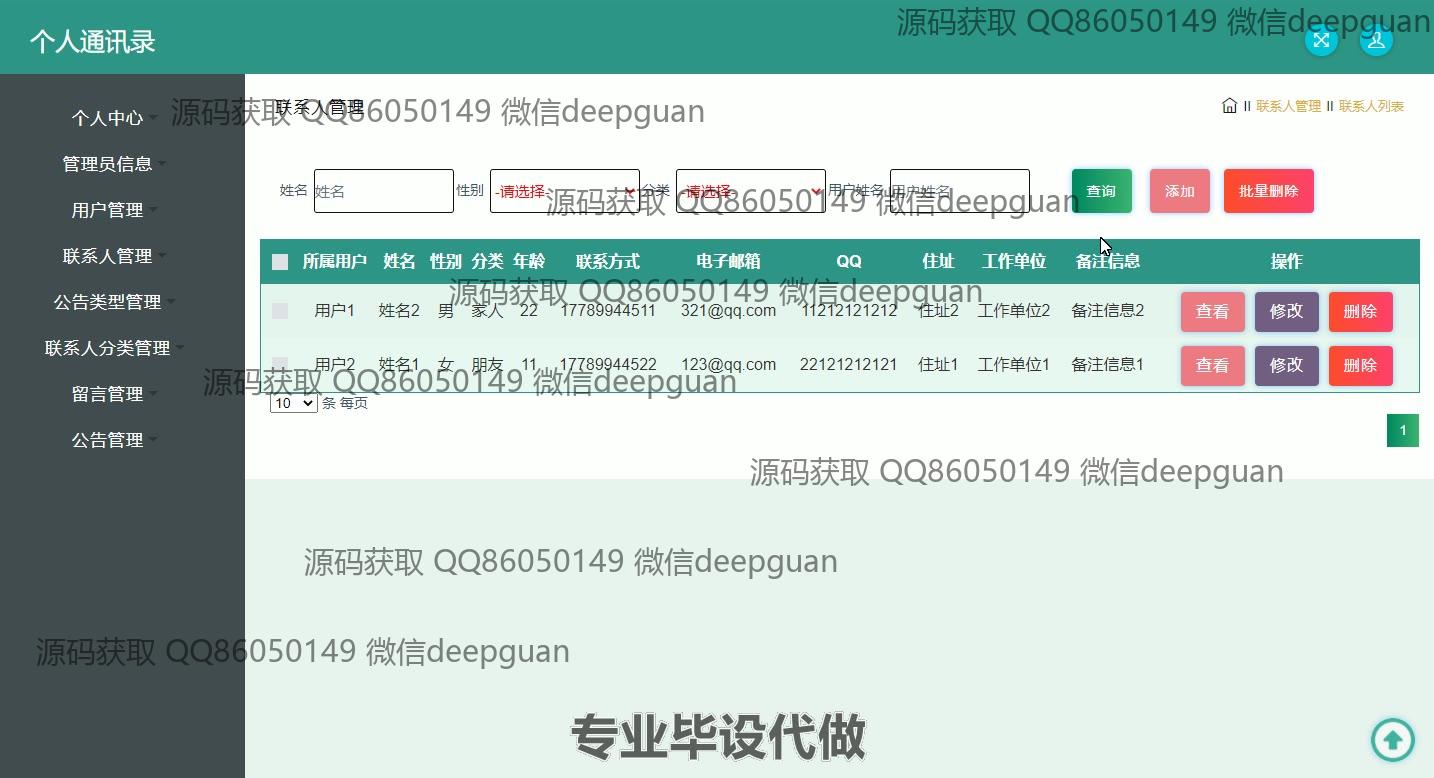 源码获取 QQ86050149 微信deepguan
个人通讯录
源码获取 QQ86050149 微信deepguan
联系人管理
联系人管理 联系人列表
个人中心
管理员信息
用户管理
联系人管理
公告类型管理
联系人分类管理
留言管理
公告管理
姓名 姓名 性别 -请选择- 分类 -请选择- 用户姓名 用户姓名 查询 添加 批量删除
源码获取 QQ86050149 微信deepguan
所属用户 姓名 性别 分类 年龄 联系方式 电子邮箱 QQ 住址 工作单位 备注信息 操作
源码获取 QQ86050149 微信deepguan
用户1 姓名2 男 家人 22 17789944511 321@qq.com 11212121212 住址2 工作单位2 备注信息2 查看 修改 删除
用户2 姓名1 女 朋友 11 17789944522 123@qq.com 22121212121 住址1 工作单位1 备注信息1 查看 修改 删除
源码获取 QQ86050149 微信deepguan
10 条 每页
1
源码获取 QQ86050149 微信deepguan
源码获取 QQ86050149 微信deepguan
源码获取 QQ86050149 微信deepguan
专业毕设代做